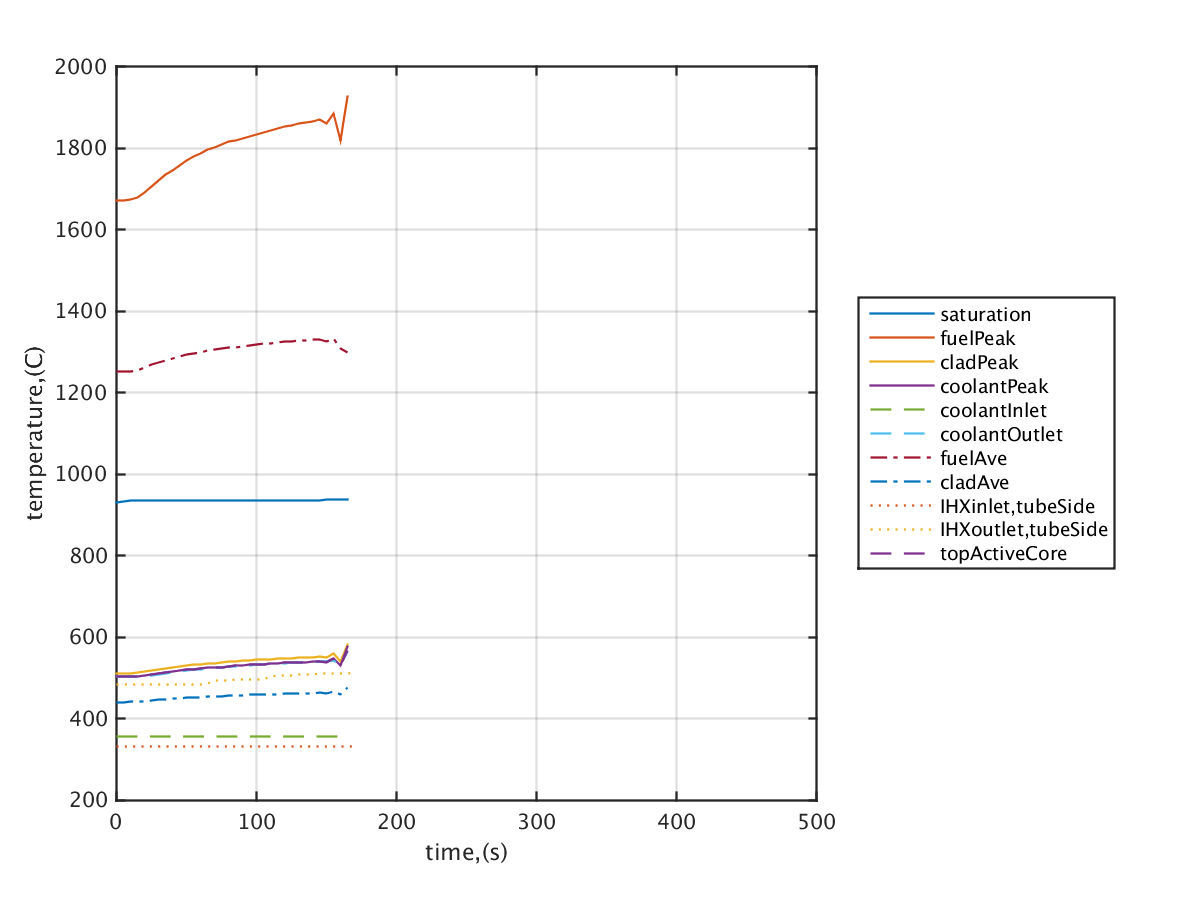 2000
1800
1600
1400
1200
1000
800
600
400
200
temperature,(C)
0 100 200 300 400 500
time,(s)
saturation
fuelPeak
cladPeak
coolantPeak
coolantInlet
coolantOutlet
fuelAve
cladAve
IHXinlet,tubeSide
IHXoutlet,tubeSide
topActiveCore